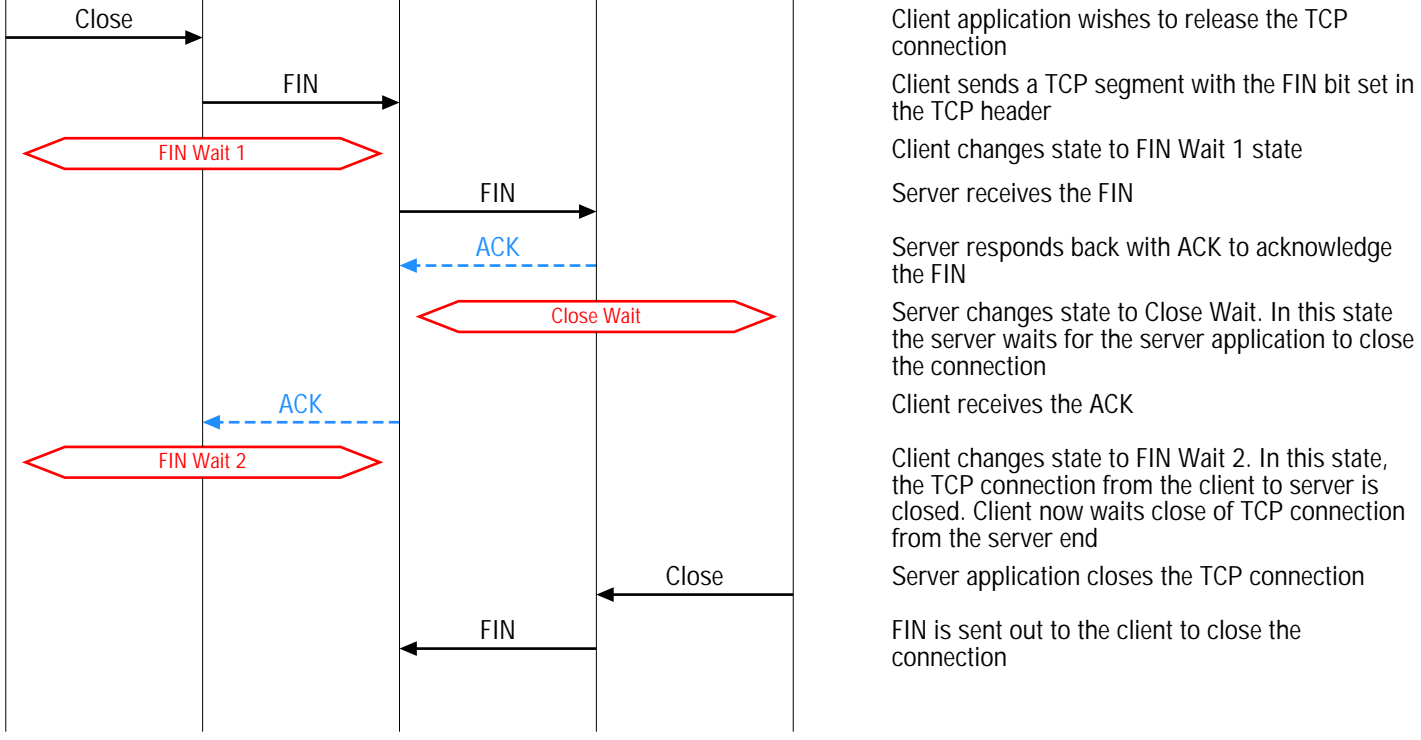 Close
Client application wishes to release the TCP
connection
FIN
Client sends a TCP segment with the FIN bit set in
the TCP header
FIN Wait 1
Client changes state to FIN Wait 1 state
FIN
Server receives the FIN
ACK
Server responds back with ACK to acknowledge
the FIN
Close Wait
Server changes state to Close Wait. In this state
the server waits for the server application to close
the connection
ACK
Client receives the ACK
FIN Wait 2
Client changes state to FIN Wait 2. In this state,
the TCP connection from the client to server is
closed. Client now waits close of TCP connection
from the server end
Close
Server application closes the TCP connection
FIN
FIN is sent out to the client to close the
connection